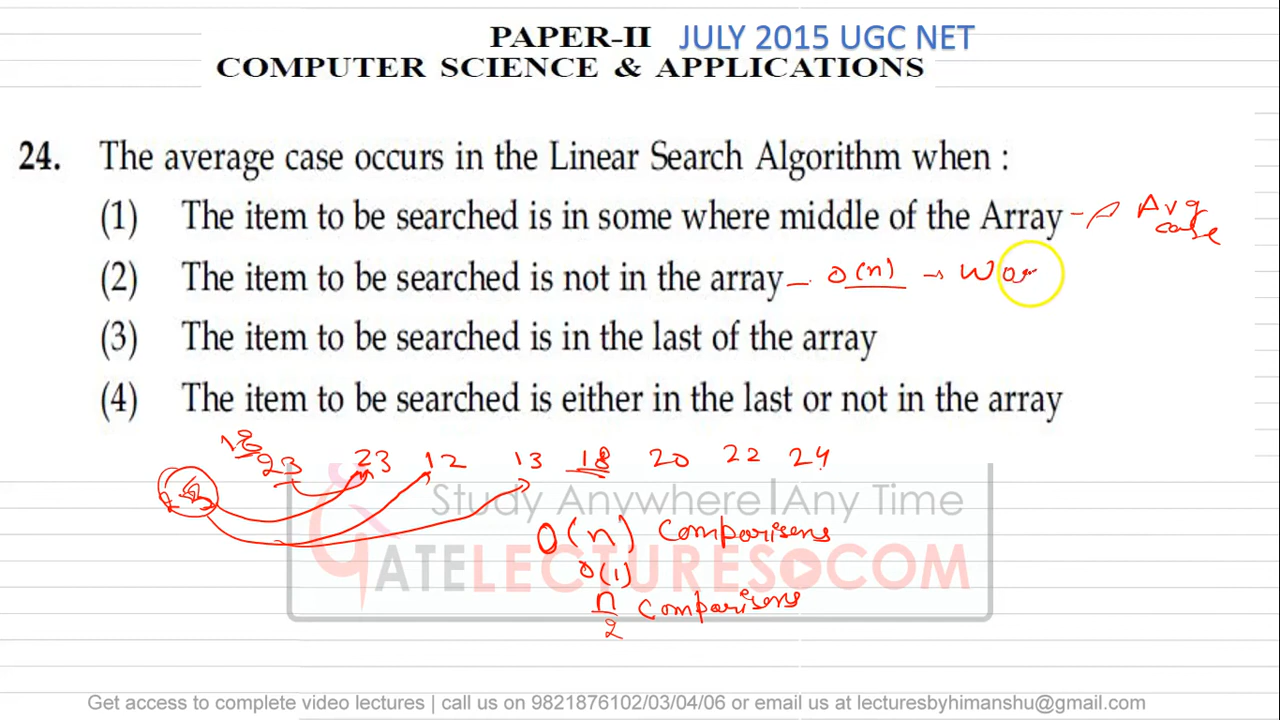 PAPER-II JULY 2015 UGC NET
COMPUTER SCIENCE & APPLICATIONS
24. The average case occurs in the Linear Search Algorithm when :
(1) The item to be searched is in some where middle of the Array - Avg case
(2) The item to be searched is not in the array - O(n) → Wor
(3) The item to be searched is in the last of the array
(4) The item to be searched is either in the last or not in the array
23 23 12 13 18 20 22 24
Study Anywhere|Any Time
O(n) Comparisons
GATELECTURES.COM
O(1)
n/2 Comparisons
Get access to complete video lectures | call us on 9821876102/03/04/06 or email us at lecturesbyhimanshu@gmail.com